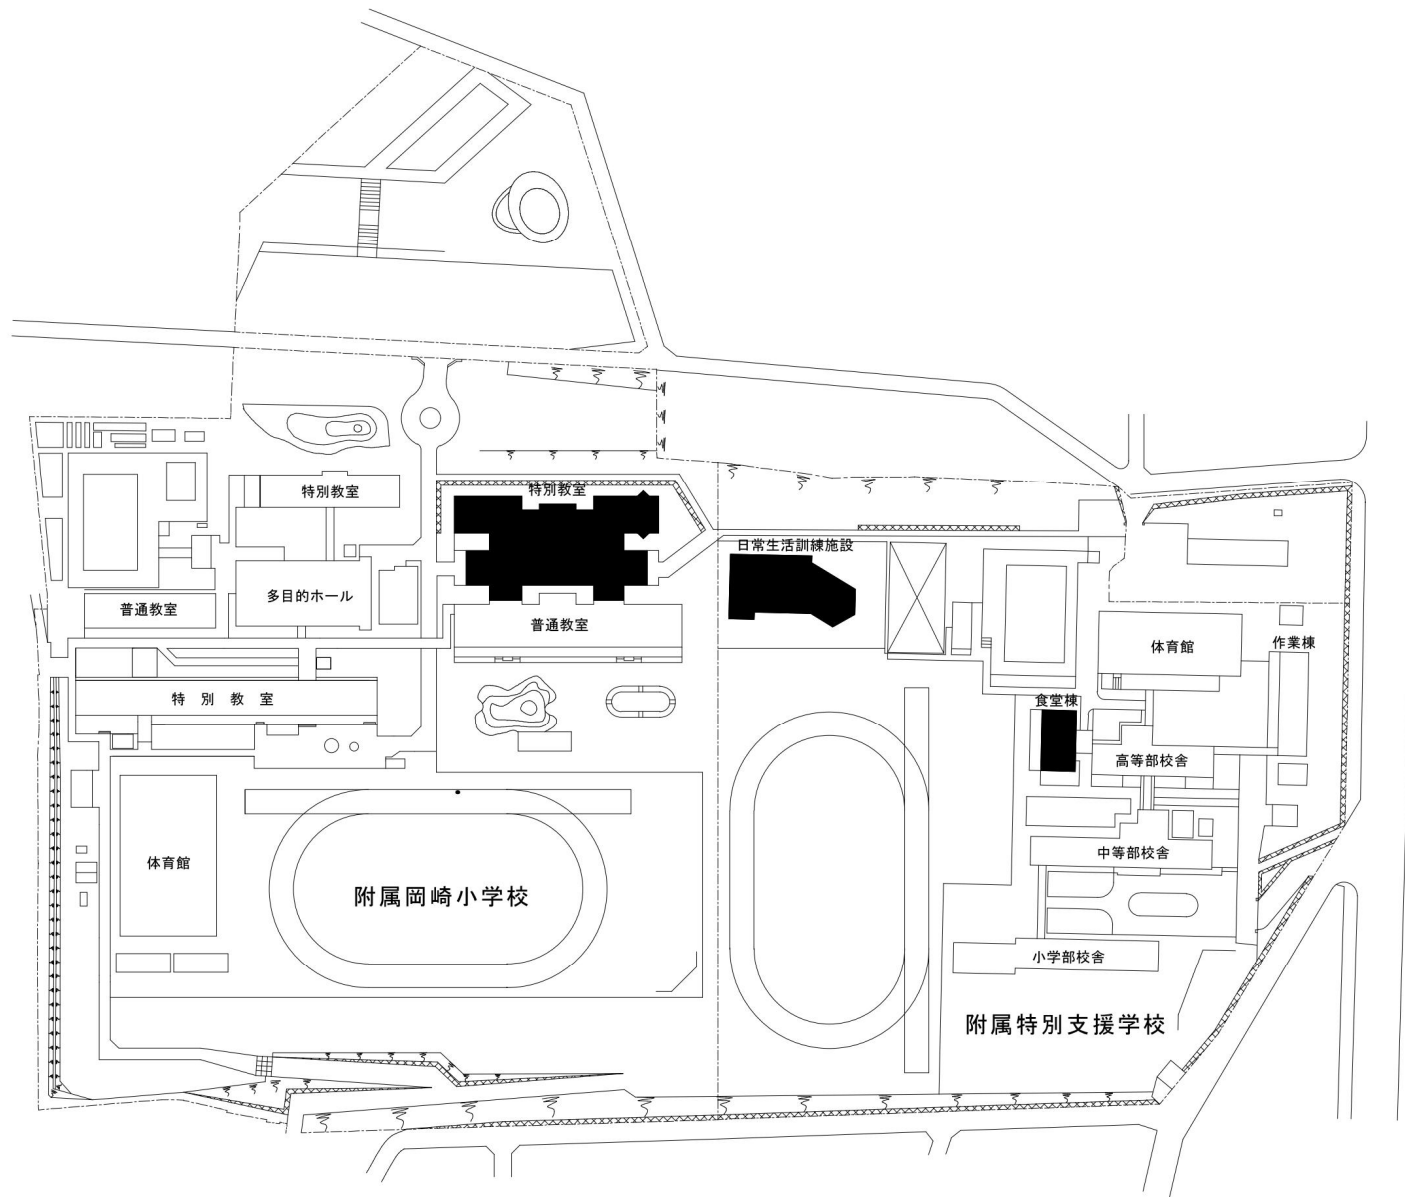 特別教室
特別教室
日常生活訓練施設
多目的ホール
普通教室
普通教室
体育館
作業棟
特別教室
食堂棟
高等部校舎
中等部校舎
体育館
附属岡崎小学校
小学部校舎
附属特別支援学校